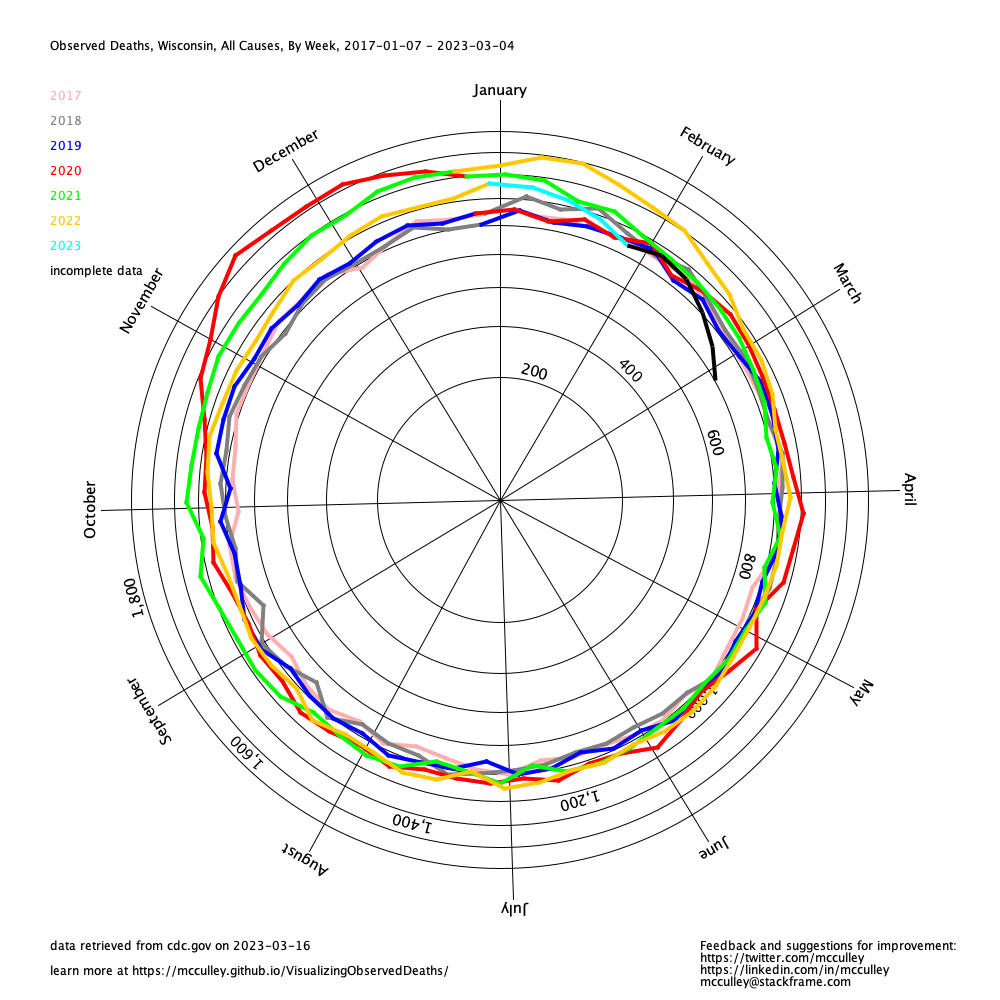 Observed Deaths, Wisconsin, All Causes, By Week, 2017-01-07 - 2023-03-04
2017
2018
2019
2020
2021
2022
2023
incomplete data
January
February
March
April
May
June
July
August
September
October
November
December
200
400
600
800
1,200
1,400
1,600
1,800
data retrieved from cdc.gov on 2023-03-16
learn more at https://mcculley.github.io/VisualizingObservedDeaths/
Feedback and suggestions for improvement:
https://twitter.com/mcculley
https://linkedin.com/in/mcculley
mcculley@stackframe.com